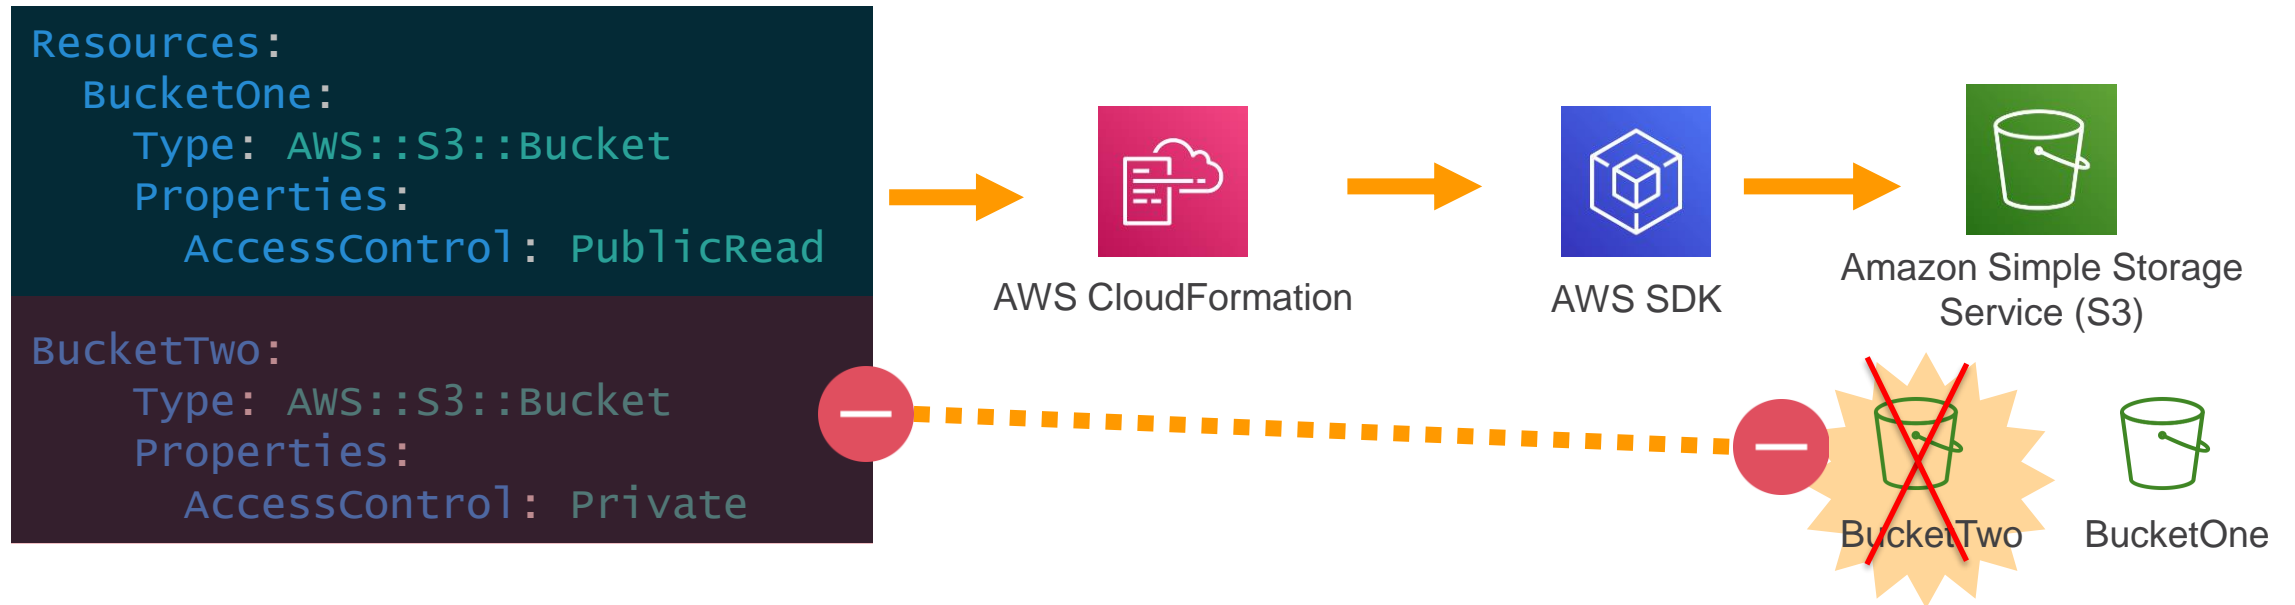 Resources:
  BucketOne:
    Type: AWS::S3::Bucket
    Properties:
      AccessControl: PublicRead
BucketTwo:
    Type: AWS::S3::Bucket
    Properties:
      AccessControl: Private
AWS CloudFormation
AWS SDK
Amazon Simple Storage
Service (S3)
BucketTwo
BucketOne